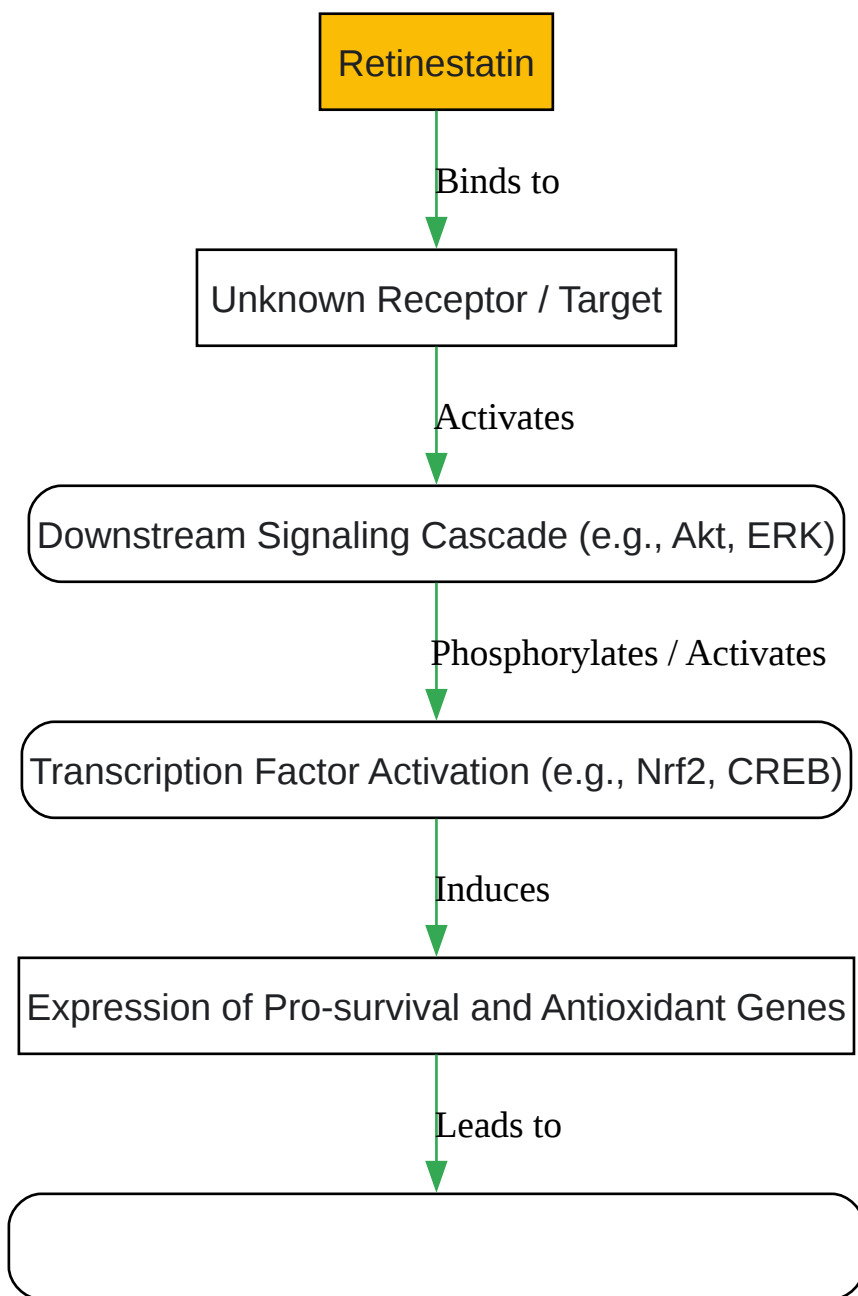 Retinestatin
Binds to
Unknown Receptor / Target
Activates
Downstream Signaling Cascade (e.g., Akt, ERK)
Phosphorylates / Activates
Transcription Factor Activation (e.g., Nrf2, CREB)
Induces
Expression of Pro-survival and Antioxidant Genes
Leads to